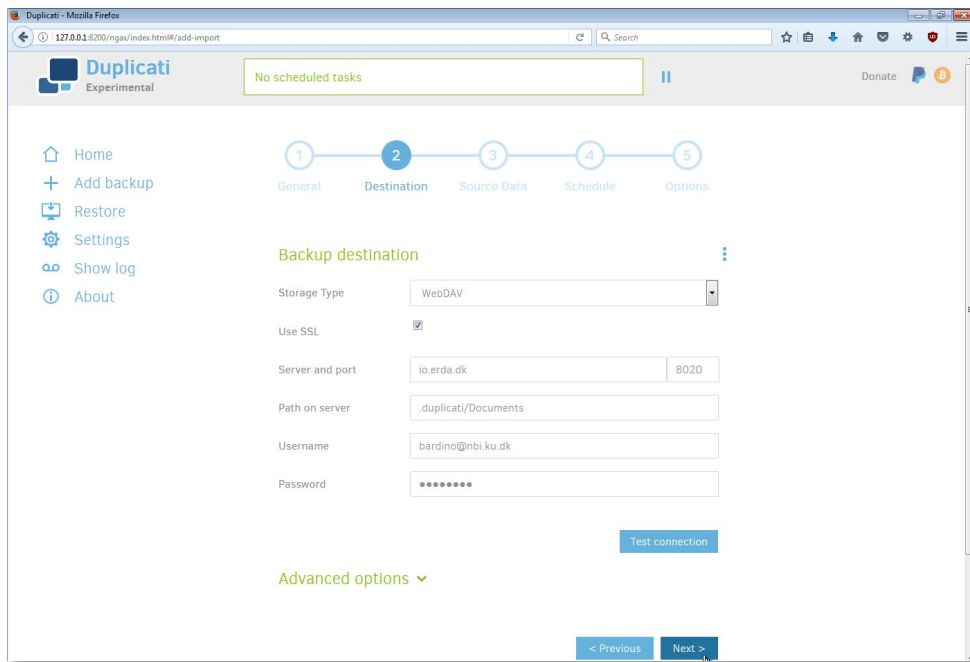 Duplicati - Mozilla Firefox
127.0.0.1:8200/ngax/index.html#/add-import
Search
Duplicati
Experimental
No scheduled tasks
Donate
Home
Add backup
Restore
Settings
Show log
About
1 2 3 4 5
General Destination Source Data Schedule Options
Backup destination
Storage Type WebDAV
Use SSL
Server and port io.erda.dk 8020
Path on server .duplicati/Documents
Username bardino@nbi.ku.dk
Password ••••••••
Test connection
Advanced options
< Previous Next >